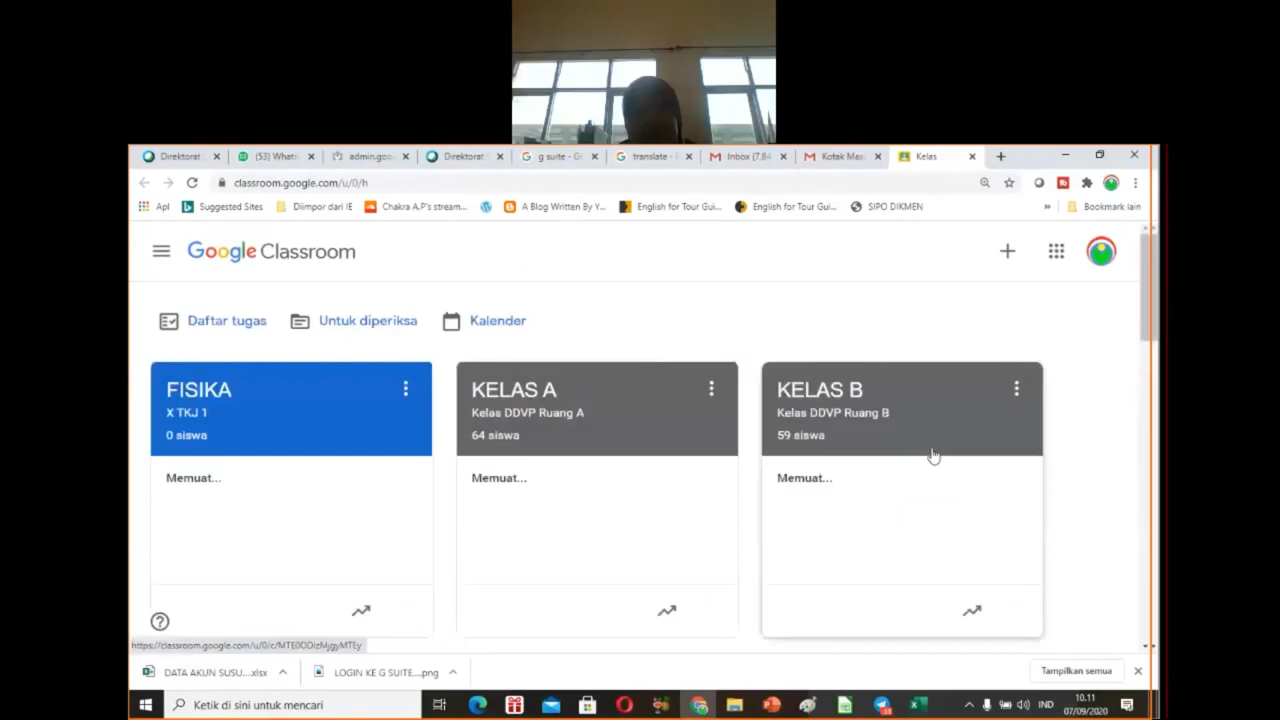 Direktorat
(53) What
admin.goo
Direktorat
g suite - G
translate -
Inbox (7,8
Kotak Mas
Kelas
classroom.google.com/u/0/h
Apl
Suggested Sites
Diimpor dari IE
Chakra A.P's stream...
A Blog Written By Y...
English for Tour Gui...
English for Tour Gui...
SIPO DIKMEN
»
Bookmark lain
Google Classroom
Daftar tugas
Untuk diperiksa
Kalender
FISIKA
X TKJ 1
0 siswa
Memuat...
KELAS A
Kelas DDVP Ruang A
64 siswa
Memuat...
KELAS B
Kelas DDVP Ruang B
59 siswa
Memuat...
DATA AKUN SUSU....xlsx
LOGIN KE G SUITE....png
Tampilkan semua
Ketik di sini untuk mencari
IND
10.11
07/09/2020